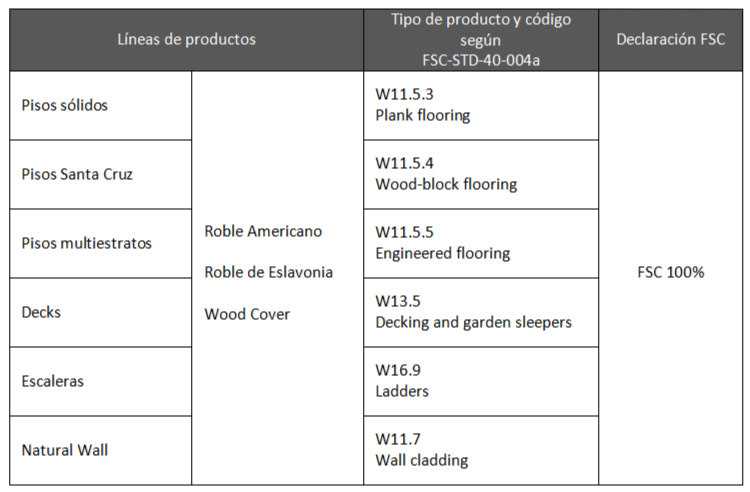 Líneas de productos
Tipo de producto y código
según
FSC-STD-40-004a
Declaración FSC
Pisos sólidos
W11.5.3
Plank flooring
Pisos Santa Cruz
W11.5.4
Wood-block flooring
Pisos multiestratos
W11.5.5
Engineered flooring
Decks
W13.5
Decking and garden sleepers
Escaleras
W16.9
Ladders
Natural Wall
W11.7
Wall cladding
Roble Americano
Roble de Eslavonia
Wood Cover
FSC 100%